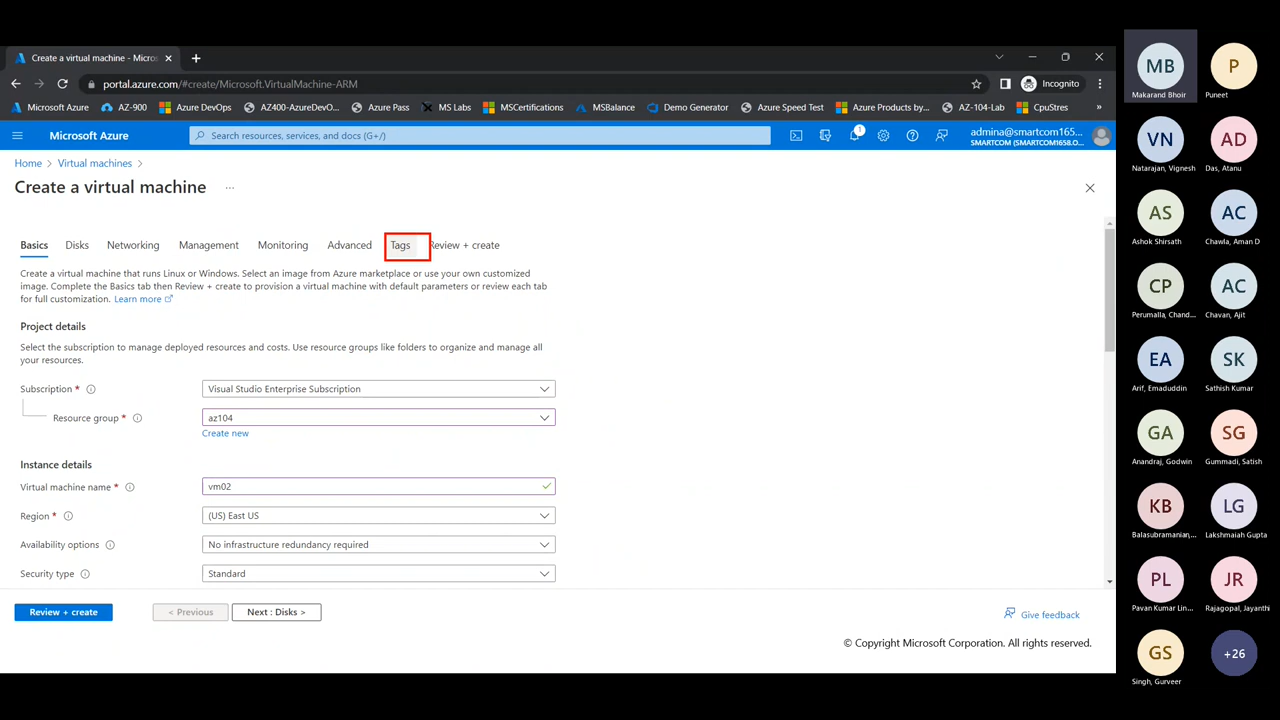 Create a virtual machine - Micros
portal.azure.com/#create/Microsoft.VirtualMachine-ARM
Incognito
Microsoft Azure AZ-900 Azure DevOps AZ400-AzureDevO... Azure Pass MS Labs MSCertifications MSBalance Demo Generator Azure Speed Test Azure Products by... AZ-104-Lab CpuStres »
Microsoft Azure
Search resources, services, and docs (G+/)
1
admina@smartcom165...
SMARTCOM (SMARTCOM1658.O...
Home > Virtual machines >
Create a virtual machine ...
Basics Disks Networking Management Monitoring Advanced Tags Review + create
Create a virtual machine that runs Linux or Windows. Select an image from Azure marketplace or use your own customized
image. Complete the Basics tab then Review + create to provision a virtual machine with default parameters or review each tab
for full customization. Learn more
Project details
Select the subscription to manage deployed resources and costs. Use resource groups like folders to organize and manage all
your resources.
Subscription * Visual Studio Enterprise Subscription
Resource group * az104
Create new
Instance details
Virtual machine name * vm02
Region * (US) East US
Availability options No infrastructure redundancy required
Security type Standard
Review + create < Previous Next : Disks >
Give feedback
© Copyright Microsoft Corporation. All rights reserved.
MB P
Makarand Bhoir Puneet
VN AD
Natarajan, Vignesh Das, Atanu
AS AC
Ashok Shirsath Chawla, Aman D
CP AC
Perumalla, Chand... Chavan, Ajit
EA SK
Arif, Emaduddin Sathish Kumar
GA SG
Anandraj, Godwin Gummadi, Satish
KB LG
Balasubramanian,... Lakshmaiah Gupta
PL JR
Pavan Kumar Lin... Rajagopal, Jayanthi
GS +26
Singh, Gurveer